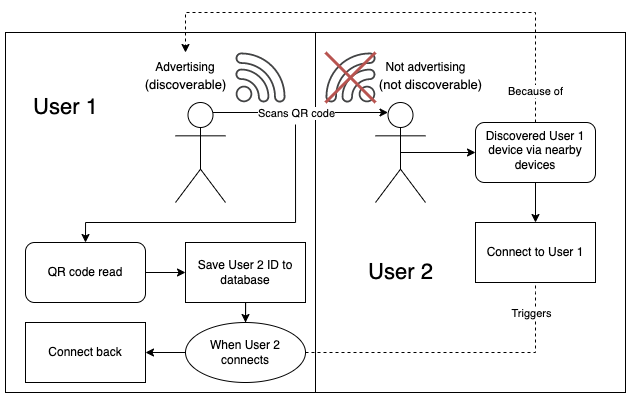 Advertising
(discoverable)
Not advertising
(not discoverable)
User 1
Scans QR code
Because of
Discovered User 1
device via nearby
devices
QR code read
Save User 2 ID to
database
User 2
Connect to User 1
Triggers
Connect back
When User 2
connects